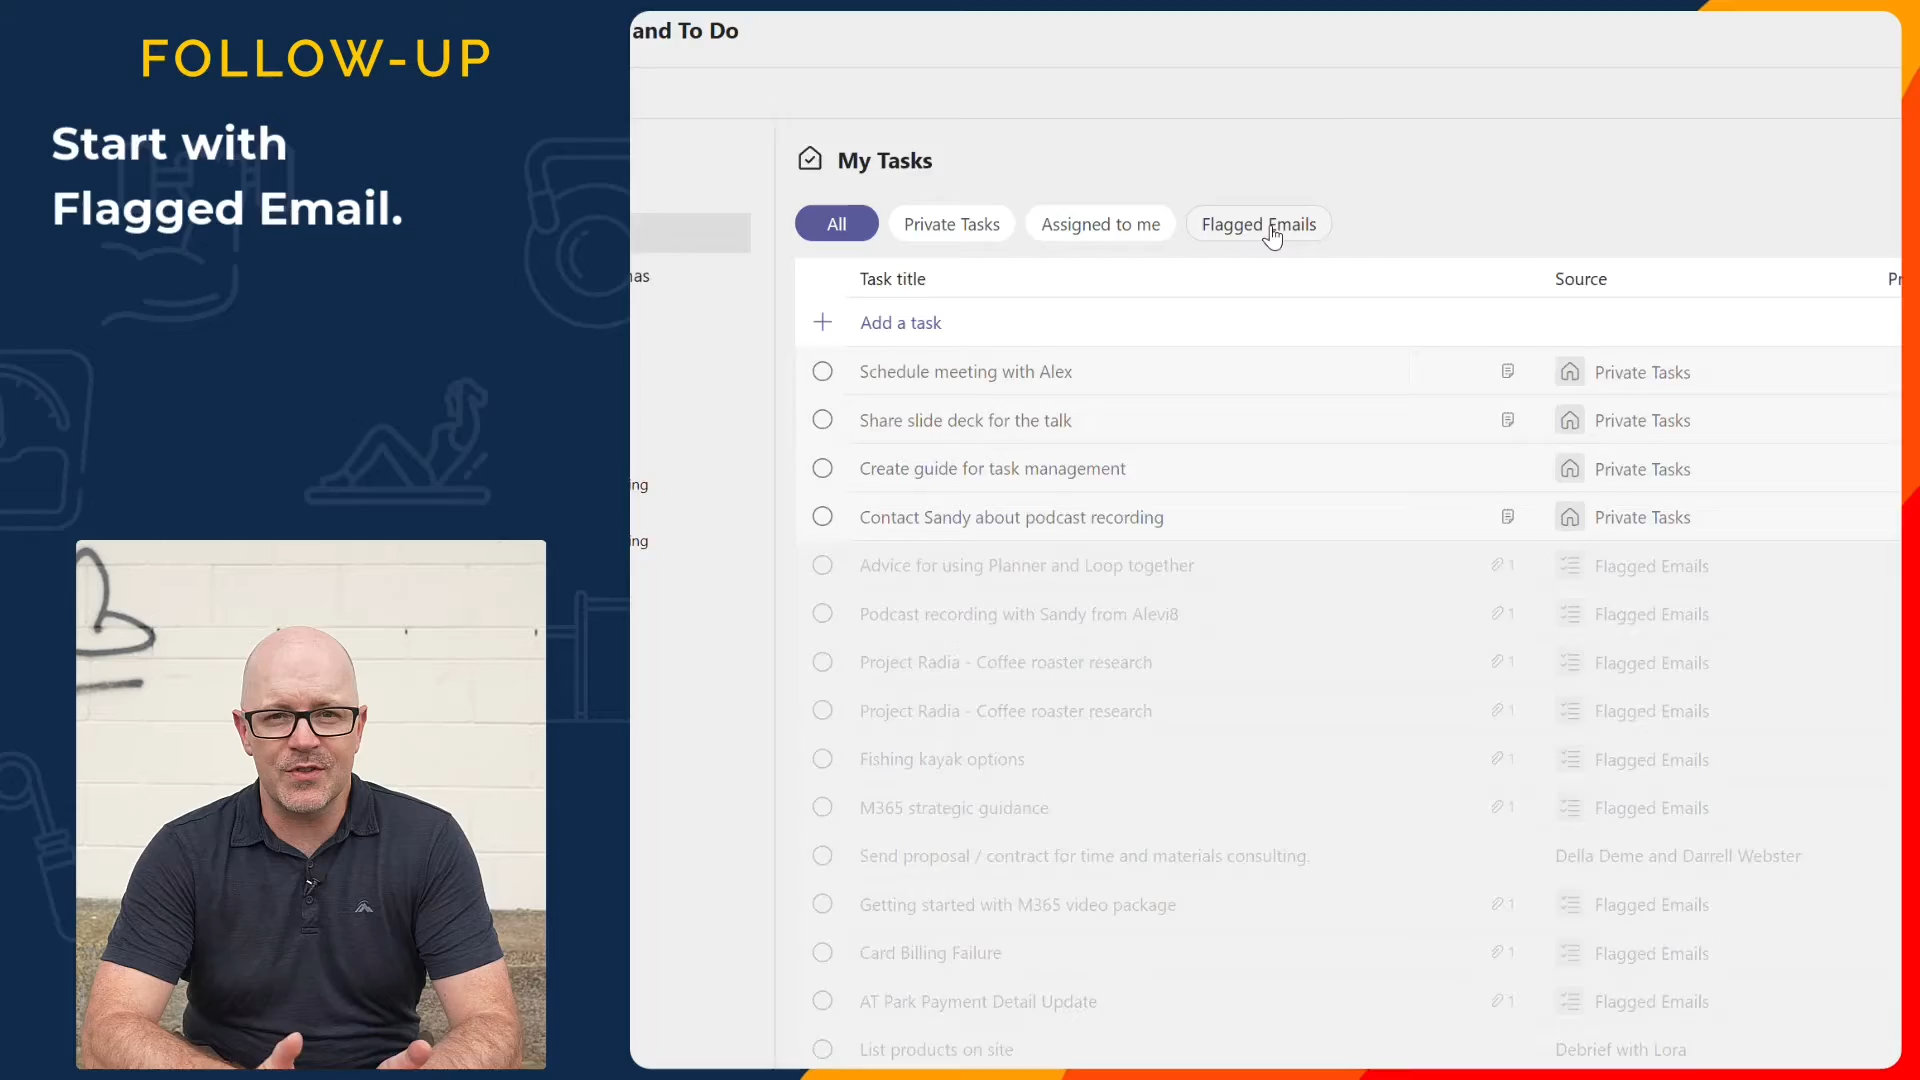 FOLLOW-UP
Start with
Flagged Email.
and To Do
My Tasks
All
Private Tasks
Assigned to me
Flagged Emails
Task title
Source
Add a task
Schedule meeting with Alex
Private Tasks
Share slide deck for the talk
Private Tasks
Create guide for task management
Private Tasks
Contact Sandy about podcast recording
Private Tasks
Advice for using Planner and Loop together
1
Flagged Emails
Podcast recording with Sandy from Alevi8
1
Flagged Emails
Project Radia - Coffee roaster research
1
Flagged Emails
Project Radia - Coffee roaster research
1
Flagged Emails
Fishing kayak options
1
Flagged Emails
M365 strategic guidance
1
Flagged Emails
Send proposal / contract for time and materials consulting.
Della Deme and Darrell Webster
Getting started with M365 video package
1
Flagged Emails
Card Billing Failure
1
Flagged Emails
AT Park Payment Detail Update
1
Flagged Emails
List products on site
Debrief with Lora